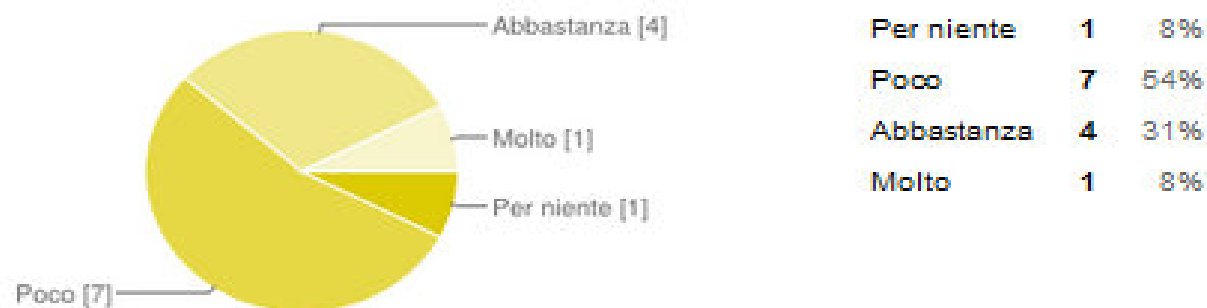 Abbastanza [4]
Molto [1]
Per niente [1]
Poco [7]
Per niente 1 8%
Poco 7 54%
Abbastanza 4 31%
Molto 1 8%